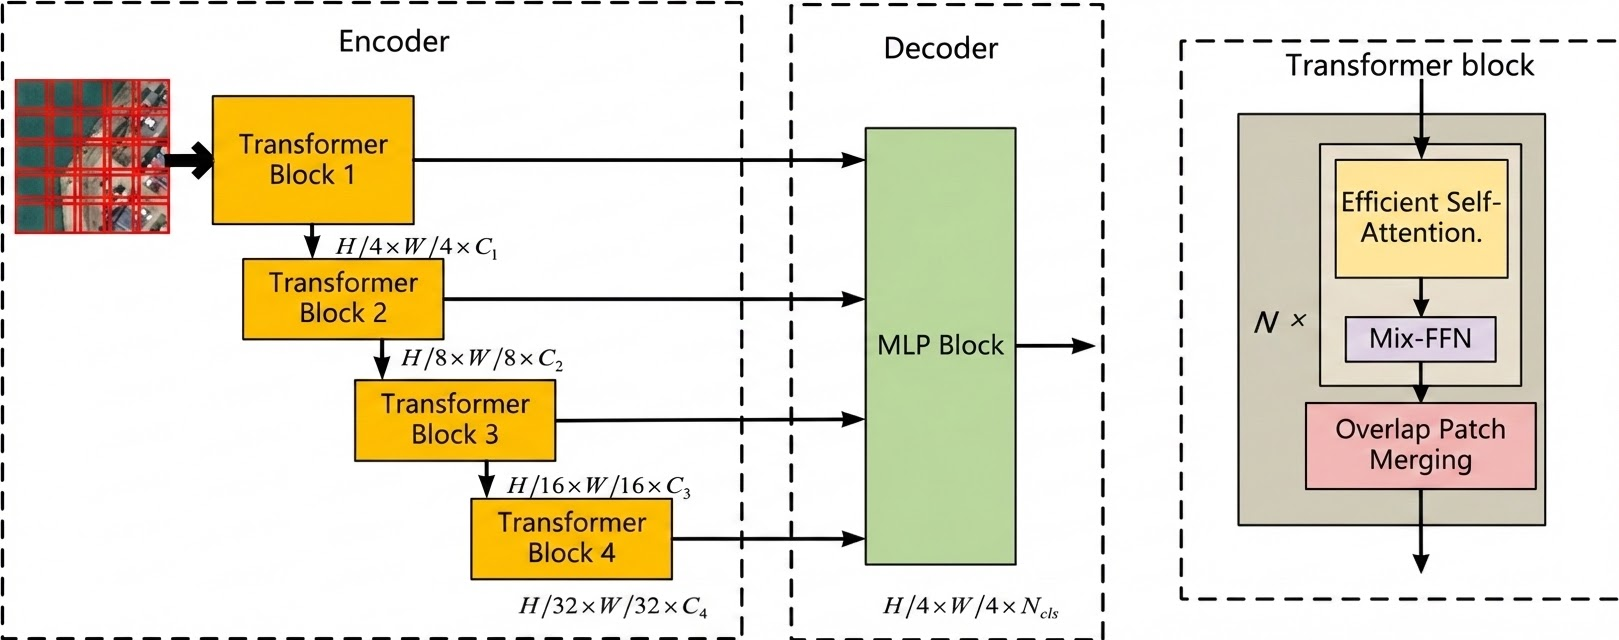 Encoder
Transformer
Block 1
H/4×W/4×C₁
Transformer
Block 2
H/8×W/8×C₂
Transformer
Block 3
H/16×W/16×C₃
Transformer
Block 4
H/32×W/32×C₄
Decoder
MLP Block
H/4×W/4×N_cls
Transformer block
Efficient Self-
Attention.
N ×
Mix-FFN
Overlap Patch
Merging